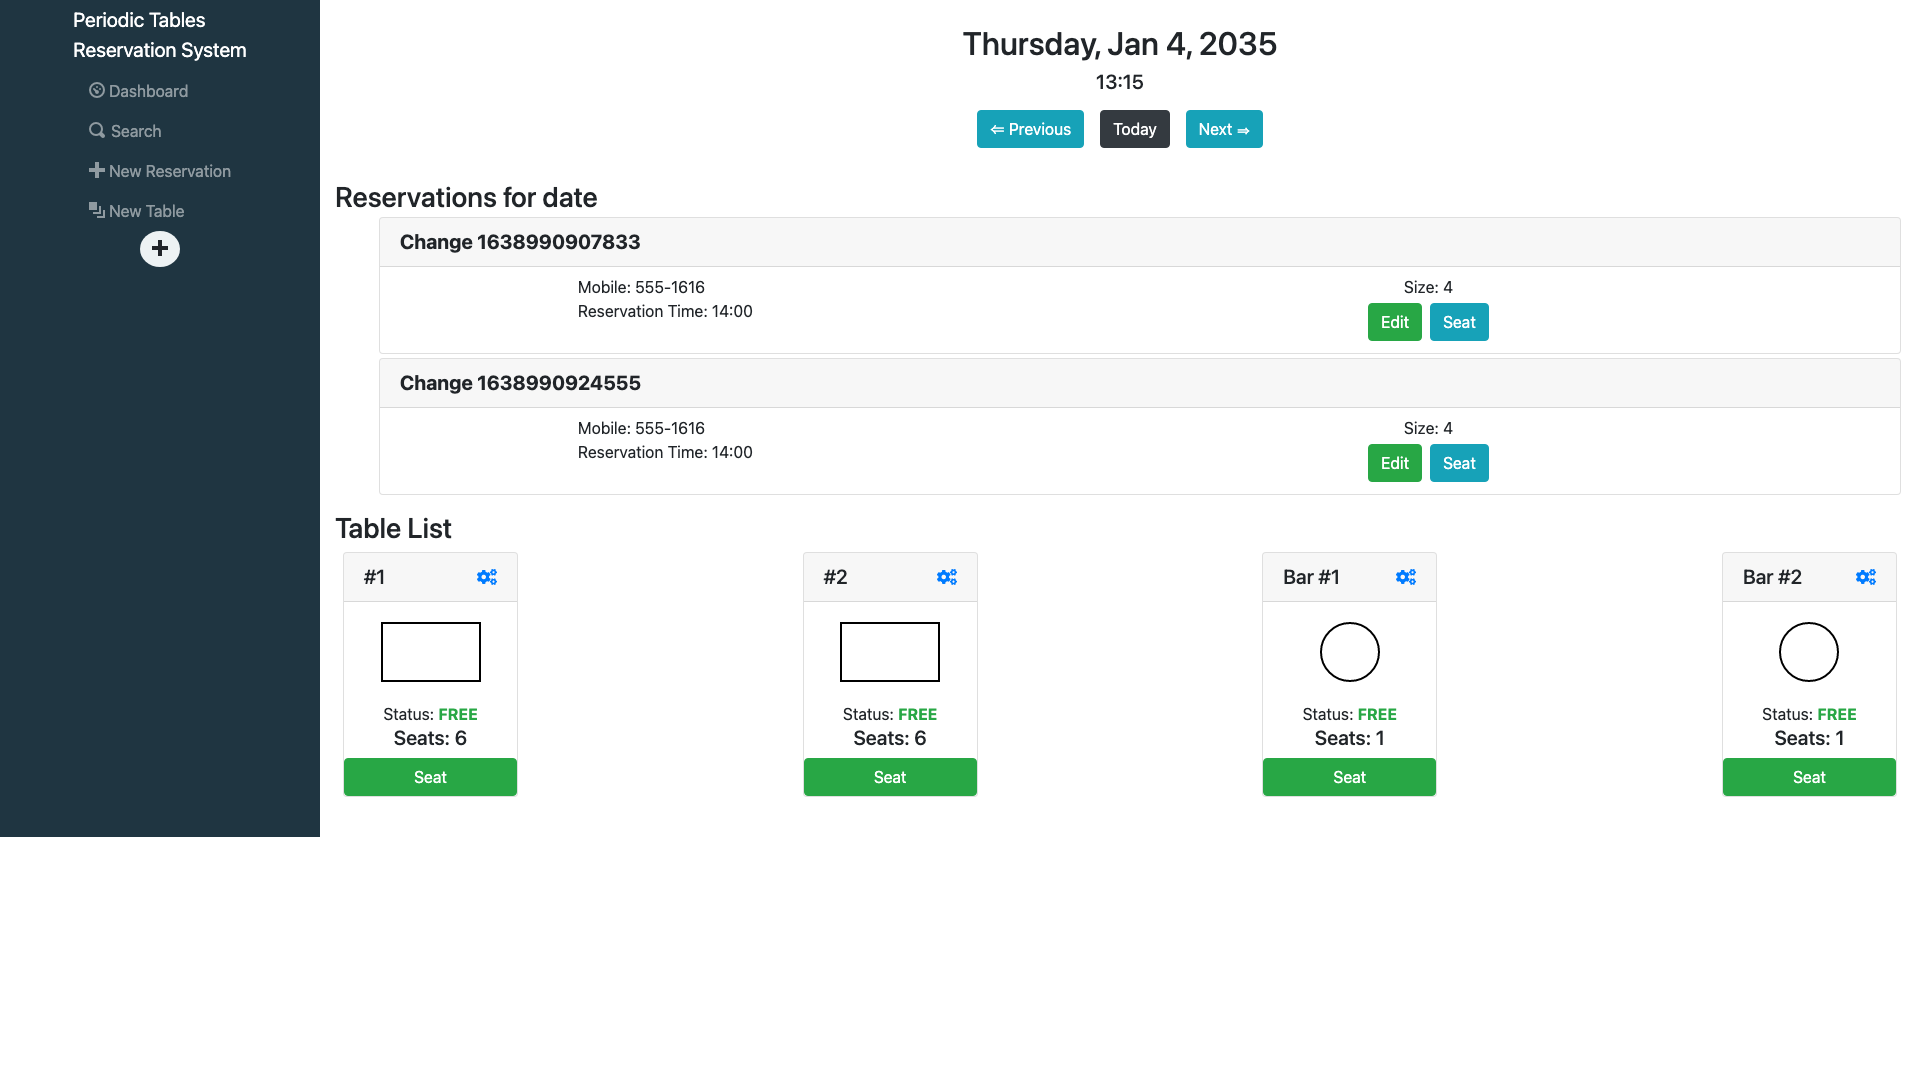 Periodic Tables
Reservation System
Dashboard
Search
New Reservation
New Table
Thursday, Jan 4, 2035
13:15
⇐ Previous
Today
Next ⇒
Reservations for date
Change 1638990907833
Mobile: 555-1616
Size: 4
Reservation Time: 14:00
Edit
Seat
Change 1638990924555
Mobile: 555-1616
Size: 4
Reservation Time: 14:00
Edit
Seat
Table List
#1
Status: FREE
Seats: 6
Seat
#2
Status: FREE
Seats: 6
Seat
Bar #1
Status: FREE
Seats: 1
Seat
Bar #2
Status: FREE
Seats: 1
Seat